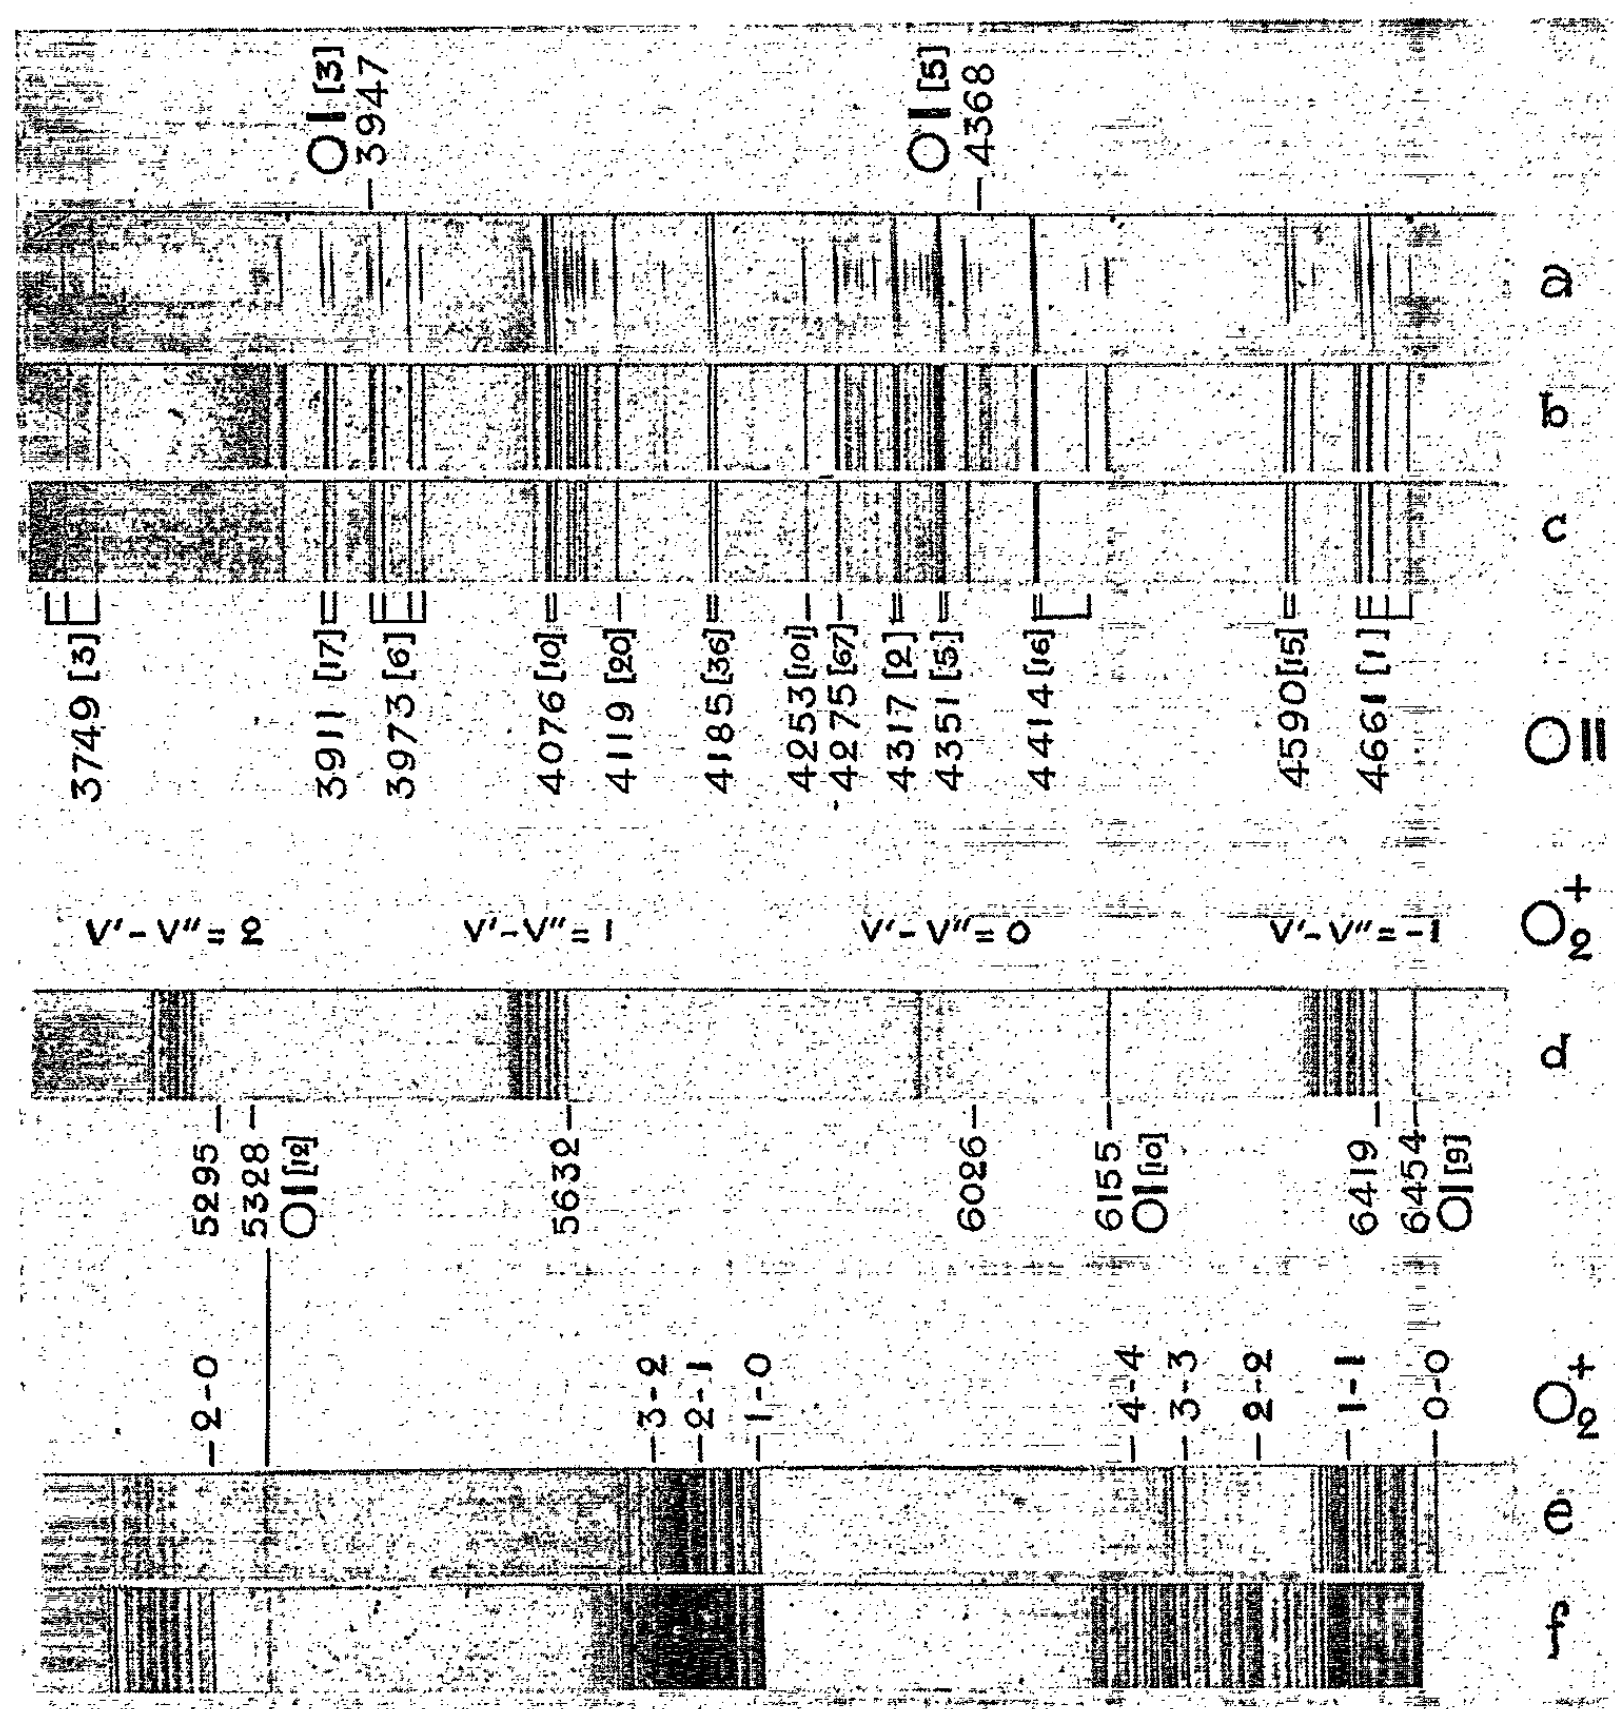 OI [3]
3947
OI [5]
4368
a
b
c
3749 [3]
3911 [17]
3973 [6]
4076 [10]
4119 [20]
4185 [36]
4253 [101]
4275 [67]
4317 [2]
4351 [5]
4414 [16]
4590 [15]
4661 [1]
OII
V'-V"=2
V'-V"=1
V'-V"=0
V'-V"=-1
O₂⁺
d
5295
5328
OI [12]
5632
6026
6155
OI [10]
6419
6454
OI [9]
2-0
3-2
2-1
1-0
4-4
3-3
2-2
1-1
0-0
O₂⁺
e
f